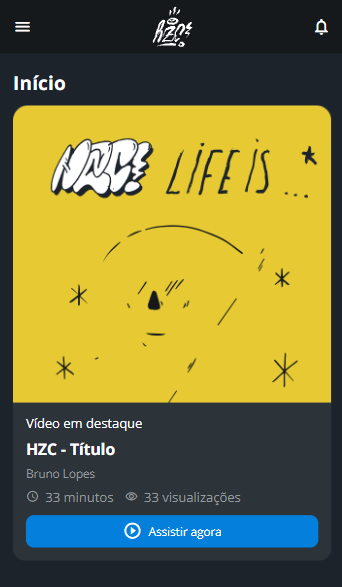 HZC!
Início
HZC! LIFE iS...
Vídeo em destaque
HZC - Título
Bruno Lopes
33 minutos 33 visualizações
Assistir agora